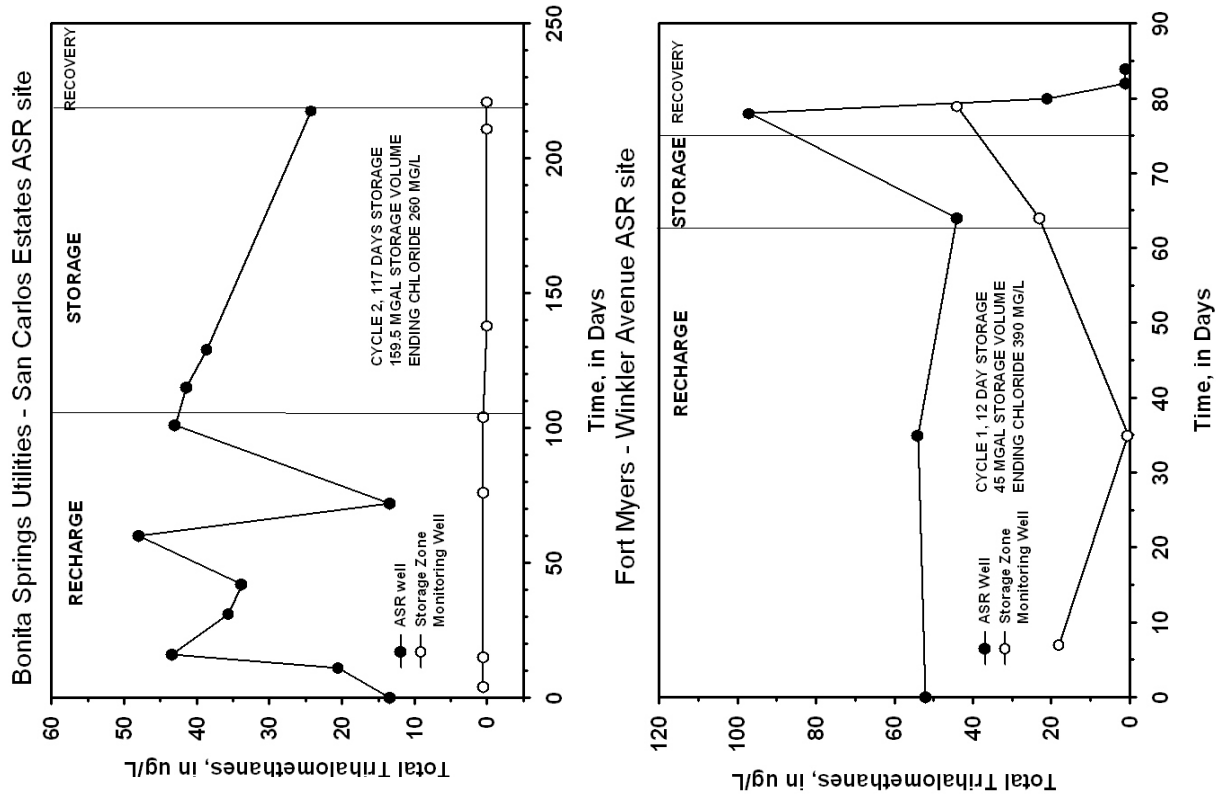 Bonita Springs Utilities - San Carlos Estates ASR site
Total Trihalomethanes, in ug/L
60
50
40
30
20
10
0
RECHARGE
STORAGE
RECOVERY
ASR well
Storage Zone
Monitoring Well
CYCLE 2, 117 DAYS STORAGE
159.5 MGAL STORAGE VOLUME
ENDING CHLORIDE 260 MG/L
0
50
100
150
200
250
Time, in Days
Fort Myers - Winkler Avenue ASR site
Total Trihalomethanes, in ug/L
120
100
80
60
40
20
0
RECHARGE
STORAGE
RECOVERY
ASR Well
Storage Zone
Monitoring Well
CYCLE 1, 12 DAY STORAGE
45 MGAL STORAGE VOLUME
ENDING CHLORIDE 390 MG/L
0
10
20
30
40
50
60
70
80
90
Time, in Days